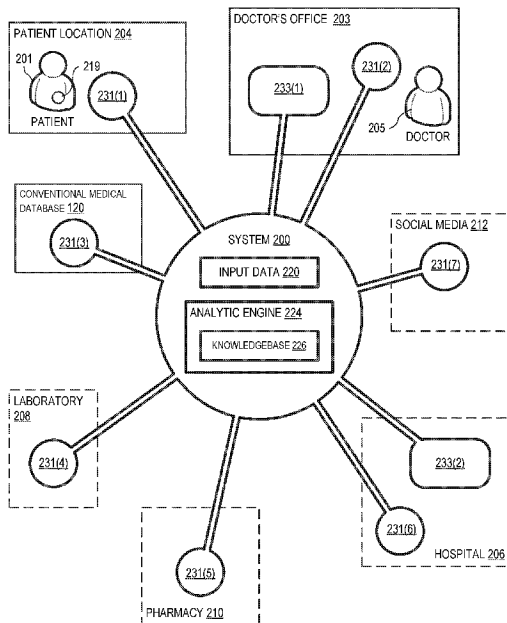 PATIENT LOCATION 204
201
219
PATIENT
231(1)
DOCTOR'S OFFICE 203
233(1)
231(2)
205
DOCTOR
CONVENTIONAL MEDICAL
DATABASE 120
231(3)
SYSTEM 200
INPUT DATA 220
ANALYTIC ENGINE 224
KNOWLEDGEBASE 226
SOCIAL MEDIA 212
231(7)
LABORATORY
208
231(4)
231(5)
PHARMACY 210
233(2)
231(6)
HOSPITAL 206